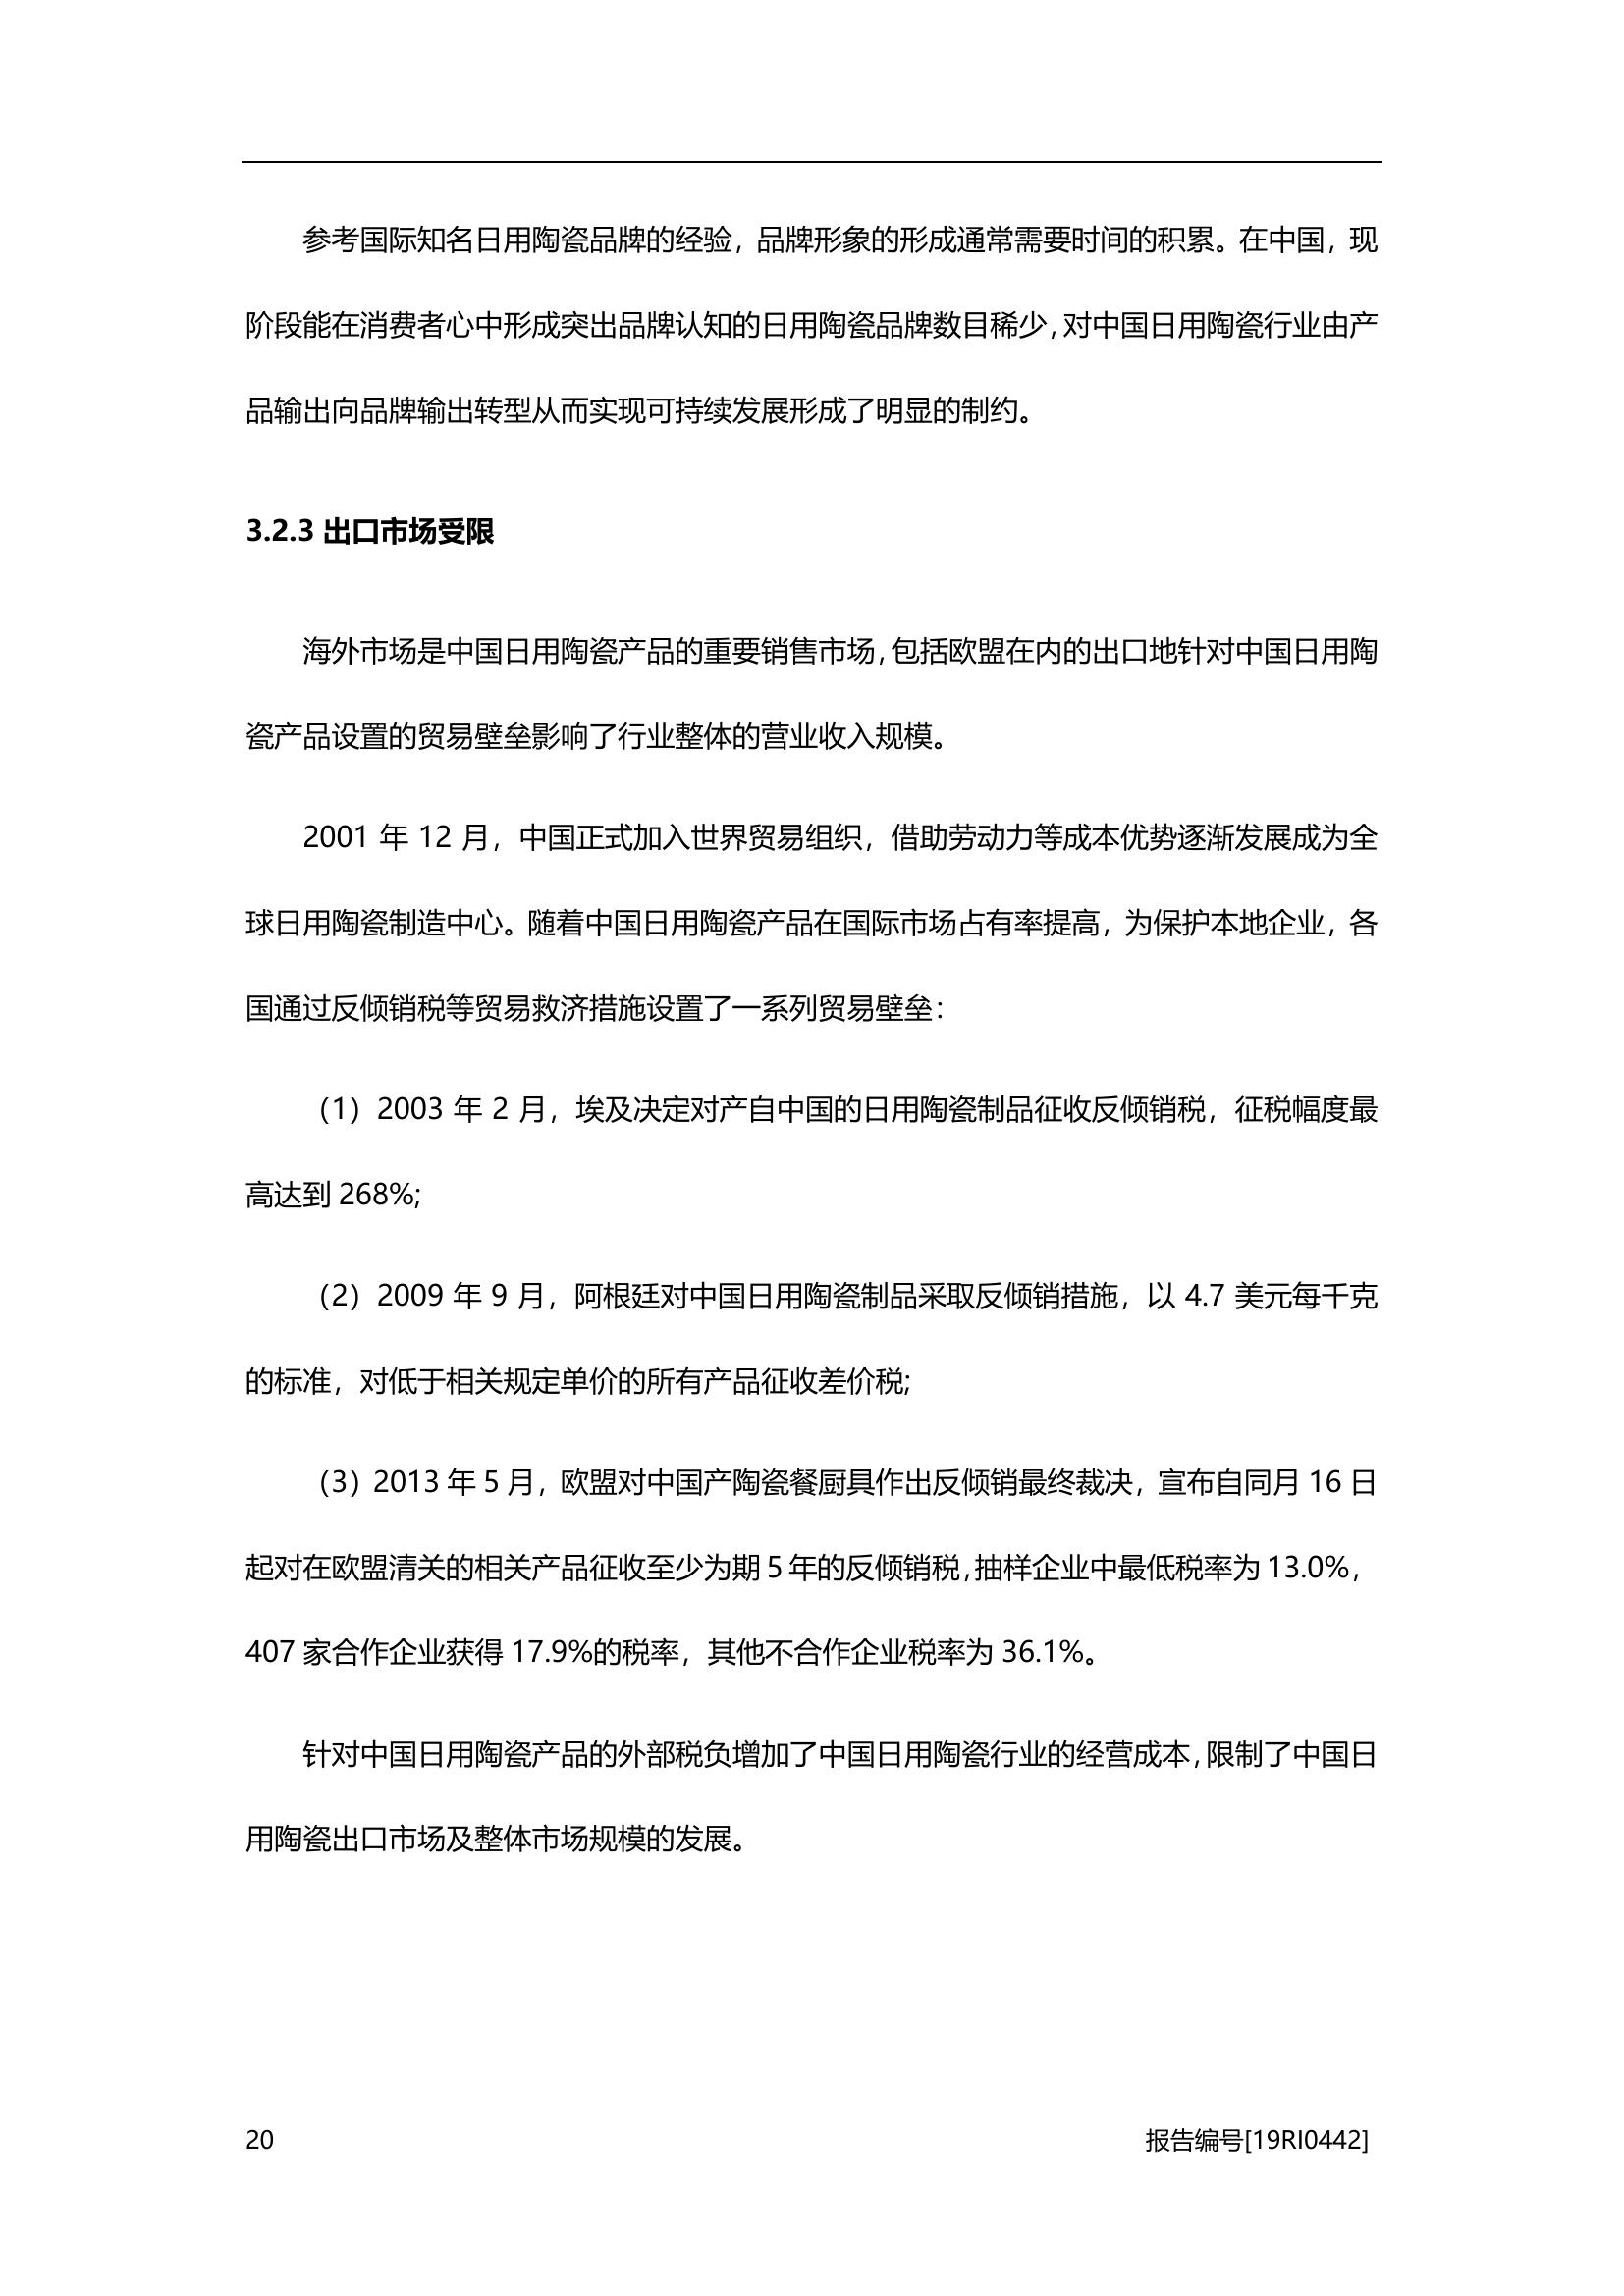 参考国际知名日用陶瓷品牌的经验，品牌形象的形成通常需要时间的积累。在中国，现
阶段能在消费者心中形成突出品牌认知的日用陶瓷品牌数目稀少，对中国日用陶瓷行业由产
品输出向品牌输出转型从而实现可持续发展形成了明显的制约。
3.2.3 出口市场受限
海外市场是中国日用陶瓷产品的重要销售市场，包括欧盟在内的出口地针对中国日用陶
瓷产品设置的贸易壁垒影响了行业整体的营业收入规模。
2001 年 12 月，中国正式加入世界贸易组织，借助劳动力等成本优势逐渐发展成为全
球日用陶瓷制造中心。随着中国日用陶瓷产品在国际市场占有率提高，为保护本地企业，各
国通过反倾销税等贸易救济措施设置了一系列贸易壁垒：
（1）2003 年 2 月，埃及决定对产自中国的日用陶瓷制品征收反倾销税，征税幅度最
高达到 268%;
（2）2009 年 9 月，阿根廷对中国日用陶瓷制品采取反倾销措施，以 4.7 美元每千克
的标准，对低于相关规定单价的所有产品征收差价税;
（3）2013 年 5 月，欧盟对中国产陶瓷餐厨具作出反倾销最终裁决，宣布自同月 16 日
起对在欧盟清关的相关产品征收至少为期 5 年的反倾销税，抽样企业中最低税率为 13.0%，
407 家合作企业获得 17.9%的税率，其他不合作企业税率为 36.1%。
针对中国日用陶瓷产品的外部税负增加了中国日用陶瓷行业的经营成本，限制了中国日
用陶瓷出口市场及整体市场规模的发展。
20 报告编号[19RI0442]